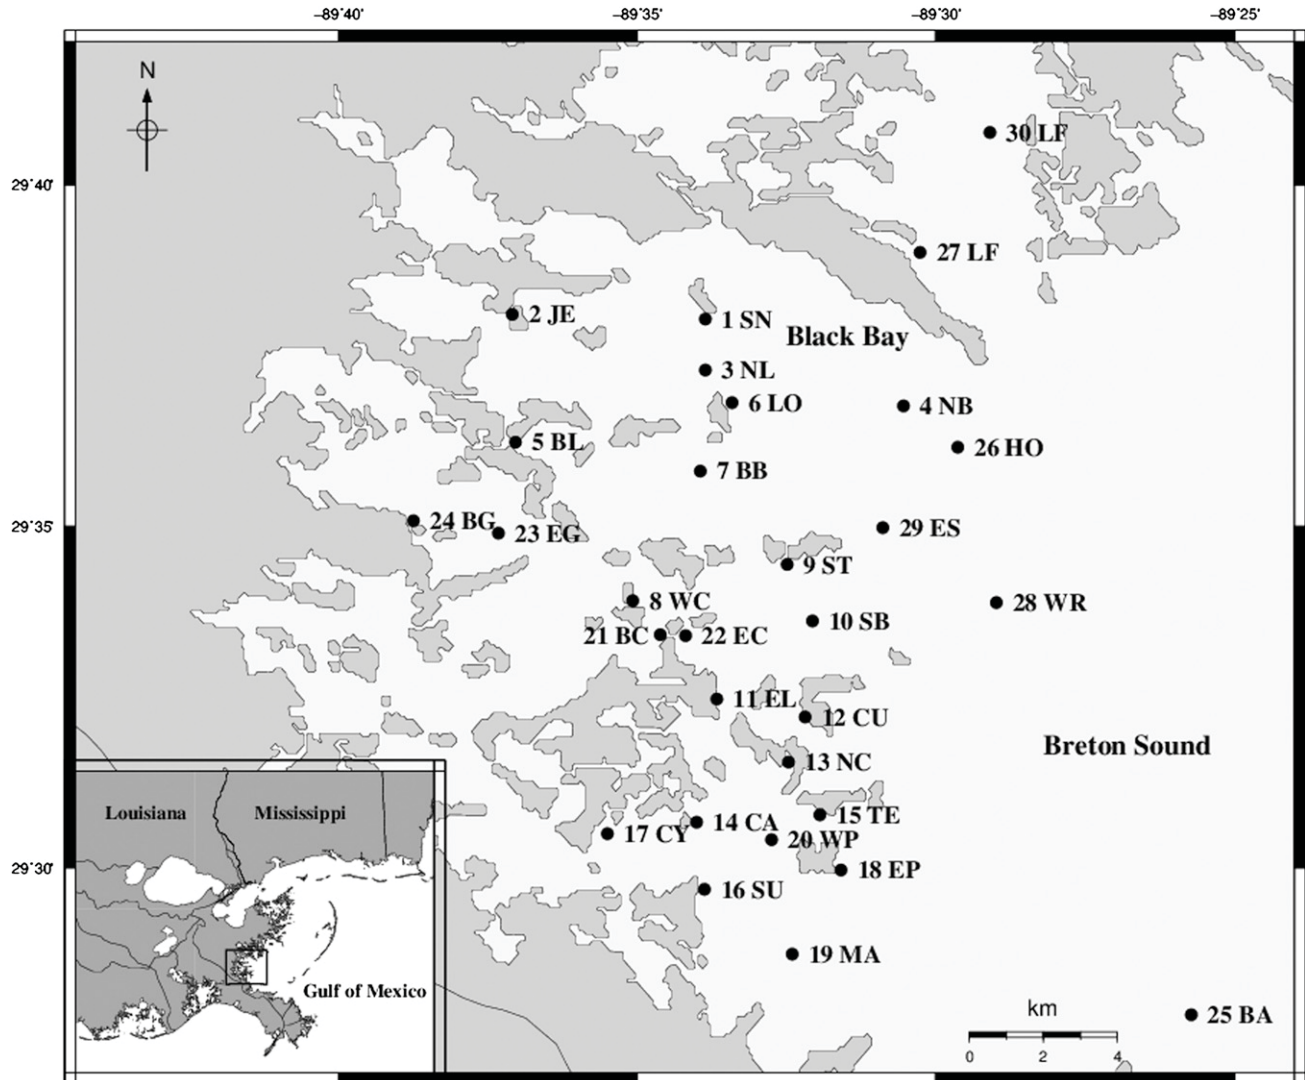 −89˚40' −89˚35' −89˚30' −89˚25'
N
30 LF
29˚40'
27 LF
2 JE
1 SN
Black Bay
3 NL
6 LO
4 NB
5 BL
26 HO
7 BB
24 BG
23 EG
29˚35'
29 ES
9 ST
8 WC
28 WR
10 SB
21 BC
22 EC
11 EL
12 CU
Breton Sound
13 NC
Louisiana
Mississippi
14 CA
15 TE
17 CY
20 WP
29˚30'
18 EP
16 SU
19 MA
Gulf of Mexico
km
25 BA
0 2 4